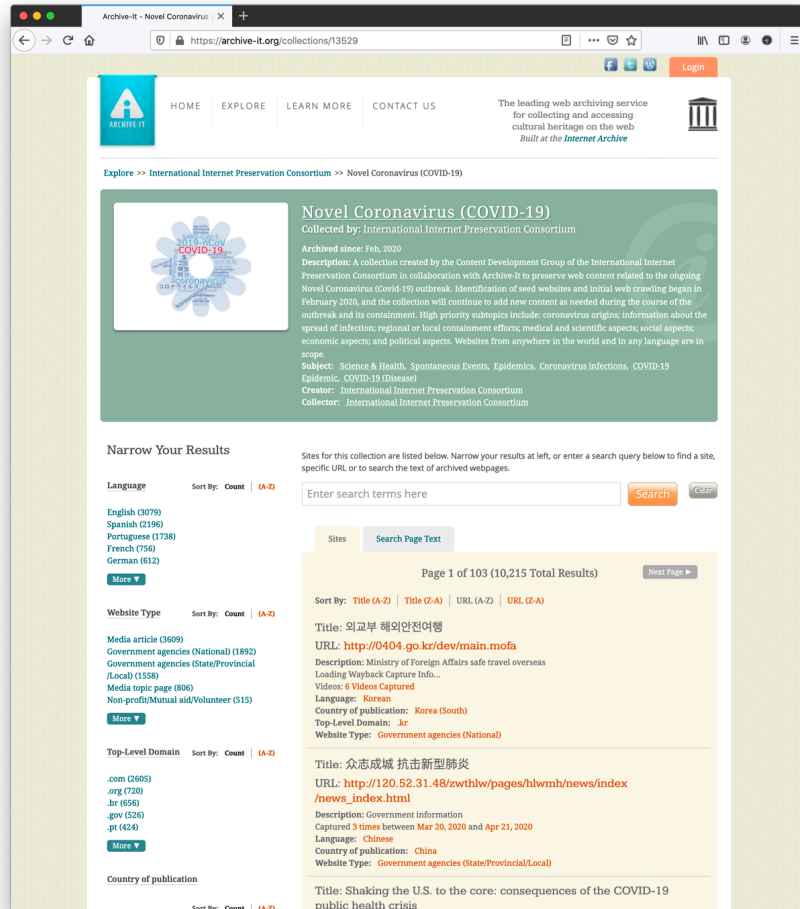 Archive-It - Novel Coronavirus
https://archive-it.org/collections/13529
Login
ARCHIVE-IT
HOME
EXPLORE
LEARN MORE
CONTACT US
The leading web archiving service
for collecting and accessing
cultural heritage on the web
Built at the Internet Archive
Explore >> International Internet Preservation Consortium >> Novel Coronavirus (COVID-19)
SARS-CoV-2
2019-nCoV
COVID-19
coronavirus
コロナウイルス
Novel Coronavirus (COVID-19)
Collected by: International Internet Preservation Consortium
Archived since: Feb, 2020
Description: A collection created by the Content Development Group of the International Internet
Preservation Consortium in collaboration with Archive-It to preserve web content related to the ongoing
Novel Coronavirus (Covid-19) outbreak. Identification of seed websites and initial web crawling began in
February 2020, and the collection will continue to add new content as needed during the course of the
outbreak and its containment. High priority subtopics include: coronavirus origins; information about the
spread of infection; regional or local containment efforts; medical and scientific aspects; social aspects;
economic aspects; and political aspects. Websites from anywhere in the world and in any language are in
scope.
Subject: Science & Health, Spontaneous Events, Epidemics, Coronavirus infections, COVID-19
Epidemic, COVID-19 (Disease)
Creator: International Internet Preservation Consortium
Collector: International Internet Preservation Consortium
Narrow Your Results
Language Sort By: Count (A-Z)
English (3079)
Spanish (2196)
Portuguese (1738)
French (756)
German (612)
More ▼
Website Type Sort By: Count (A-Z)
Media article (3609)
Government agencies (National) (1892)
Government agencies (State/Provincial
/Local) (1558)
Media topic page (806)
Non-profit/Mutual aid/Volunteer (515)
More ▼
Top-Level Domain Sort By: Count (A-Z)
.com (2605)
.org (720)
.br (656)
.gov (526)
.pt (424)
More ▼
Country of publication
Sort By: Count (A-Z)
Sites for this collection are listed below. Narrow your results at left, or enter a search query below to find a site,
specific URL or to search the text of archived webpages.
Enter search terms here
Search
Clear
Sites
Search Page Text
Page 1 of 103 (10,215 Total Results)
Next Page ►
Sort By: Title (A-Z) Title (Z-A) URL (A-Z) URL (Z-A)
Title: 외교부 해외안전여행
URL: http://0404.go.kr/dev/main.mofa
Description: Ministry of Foreign Affairs safe travel overseas
Loading Wayback Capture Info...
Videos: 6 Videos Captured
Language: Korean
Country of publication: Korea (South)
Top-Level Domain: .kr
Website Type: Government agencies (National)
Title: 众志成城 抗击新型肺炎
URL: http://120.52.31.48/zwthlw/pages/hlwmh/news/index
/news_index.html
Description: Government information
Captured 3 times between Mar 20, 2020 and Apr 21, 2020
Language: Chinese
Country of publication: China
Website Type: Government agencies (State/Provincial/Local)
Title: Shaking the U.S. to the core: consequences of the COVID-19
public health crisis